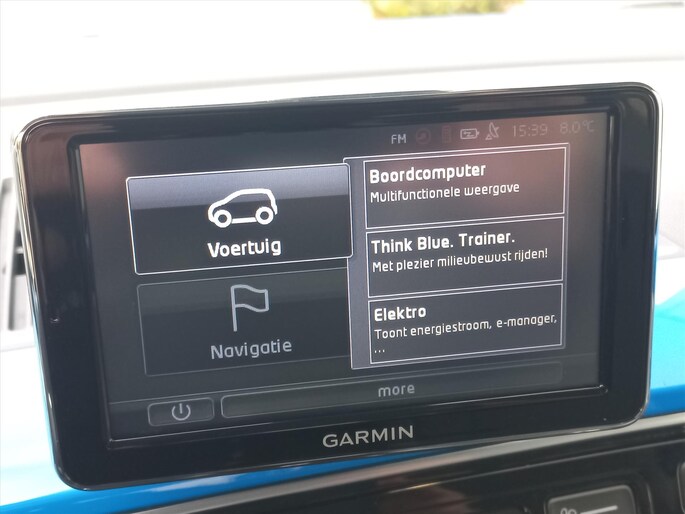 FM 15:39 8.0°C
Voertuig
Navigatie
Boordcomputer
Multifunctionele weergave
Think Blue. Trainer.
Met plezier milieubewust rijden!
Elektro
Toont energiestroom, e-manager,
...
more
GARMIN